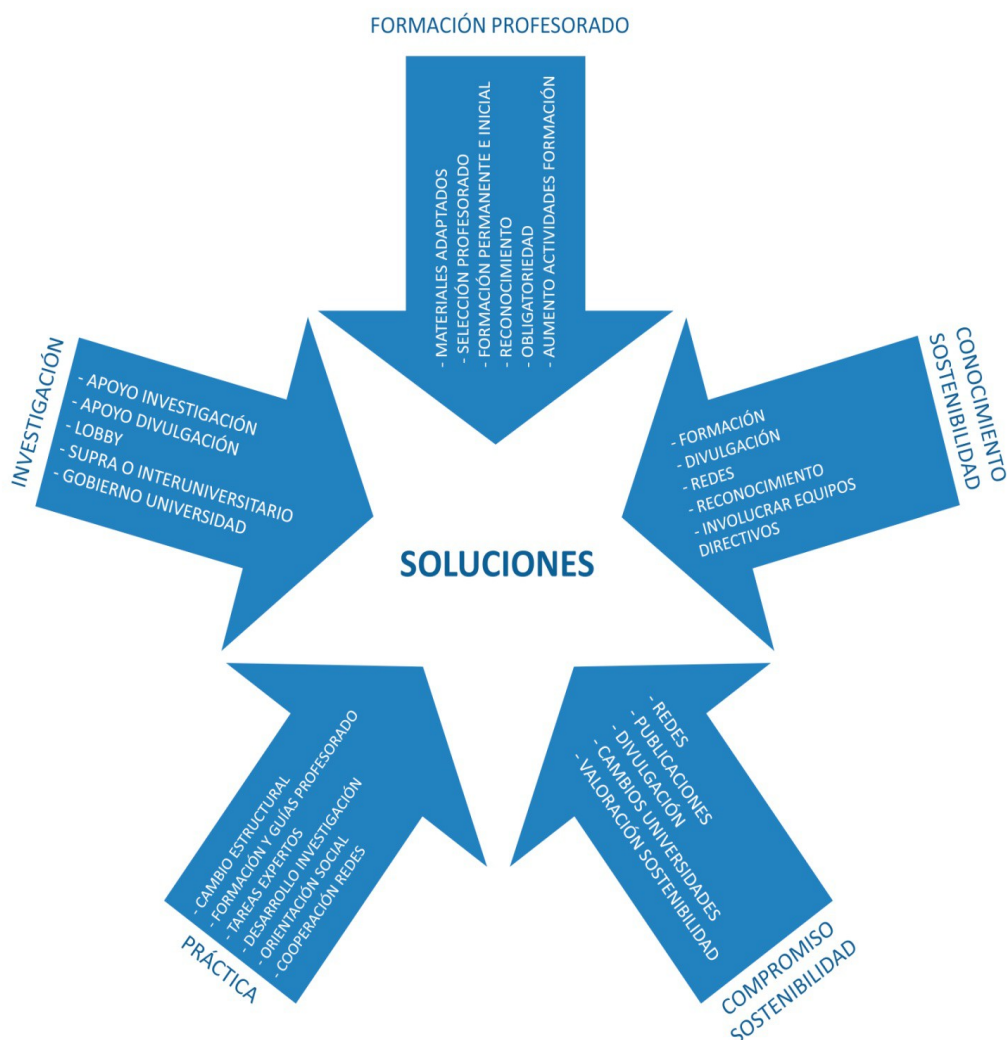 FORMACIÓN PROFESORADO
- MATERIALES ADAPTADOS
- SELECCIÓN PROFESORADO
- FORMACIÓN PERMANENTE E INICIAL
- RECONOCIMIENTO
- OBLIGATORIEDAD
- AUMENTO ACTIVIDADES FORMACIÓN
CONOCIMIENTO
SOSTENIBILIDAD
- FORMACIÓN
- DIVULGACIÓN
- REDES
- RECONOCIMIENTO
- INVOLUCRAR EQUIPOS
DIRECTIVOS
INVESTIGACIÓN
- APOYO INVESTIGACIÓN
- APOYO DIVULGACIÓN
- LOBBY
- SUPRA O INTERUNIVERSITARIO
- GOBIERNO UNIVERSIDAD
SOLUCIONES
PRÁCTICA
- CAMBIO ESTRUCTURAL
- FORMACIÓN Y GUÍAS PROFESORADO
- TAREAS EXPERTOS
- DESARROLLO INVESTIGACIÓN
- ORIENTACIÓN SOCIAL
- COOPERACIÓN REDES
- REDES
- PUBLICACIONES
- DIVULGACIÓN
- CAMBIOS UNIVERSIDADES
- VALORACIÓN SOSTENIBILIDAD
COMPROMISO
SOSTENIBILIDAD